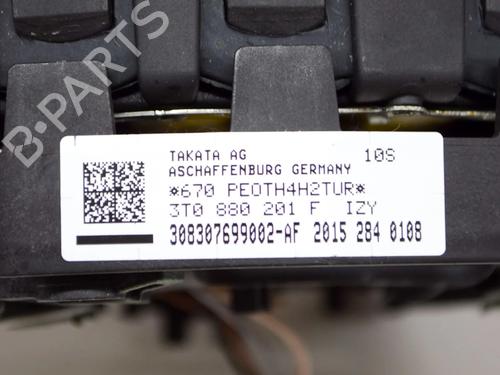 B-PARTS
TAKATA AG 10S
ASCHAFFENBURG GERMANY
*670 PEOTH4H2TUR*
3T0 880 201 F IZY
308307699002-AF 2015 284 0108